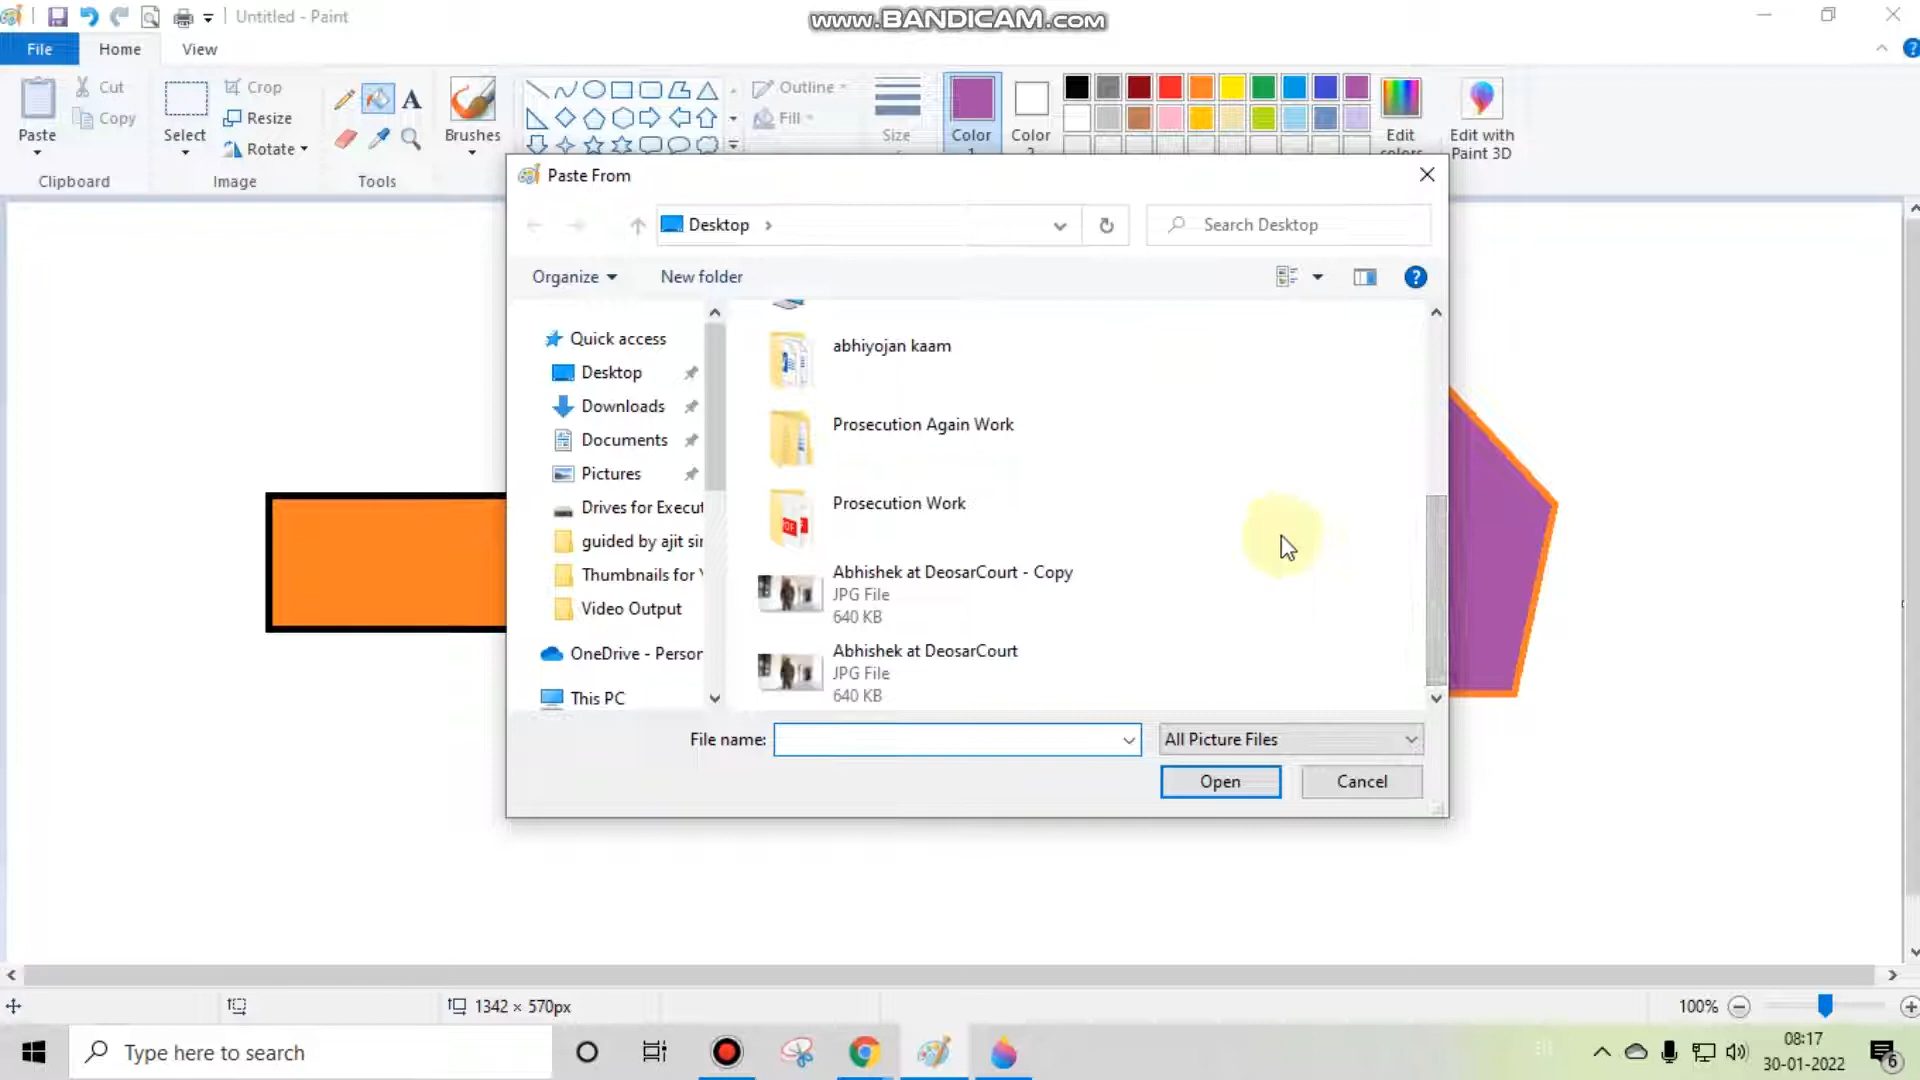 Untitled - Paint
www.BANDICAM.com
File Home View
Paste
Cut
Copy
Clipboard
Select
Crop
Resize
Rotate
Image
A
Tools
Brushes
Outline
Fill
Size
Color
1
Color
2
Edit
colors
Edit with
Paint 3D
Paste From
Desktop
Search Desktop
Organize
New folder
Quick access
Desktop
Downloads
Documents
Pictures
Drives for Execut
guided by ajit sin
Thumbnails for Y
Video Output
OneDrive - Person
This PC
abhiyojan kaam
Prosecution Again Work
Prosecution Work
Abhishek at DeosarCourt - Copy
JPG File
640 KB
Abhishek at DeosarCourt
JPG File
640 KB
File name:
All Picture Files
Open
Cancel
1342 × 570px
100%
Type here to search
08:17
30-01-2022
6